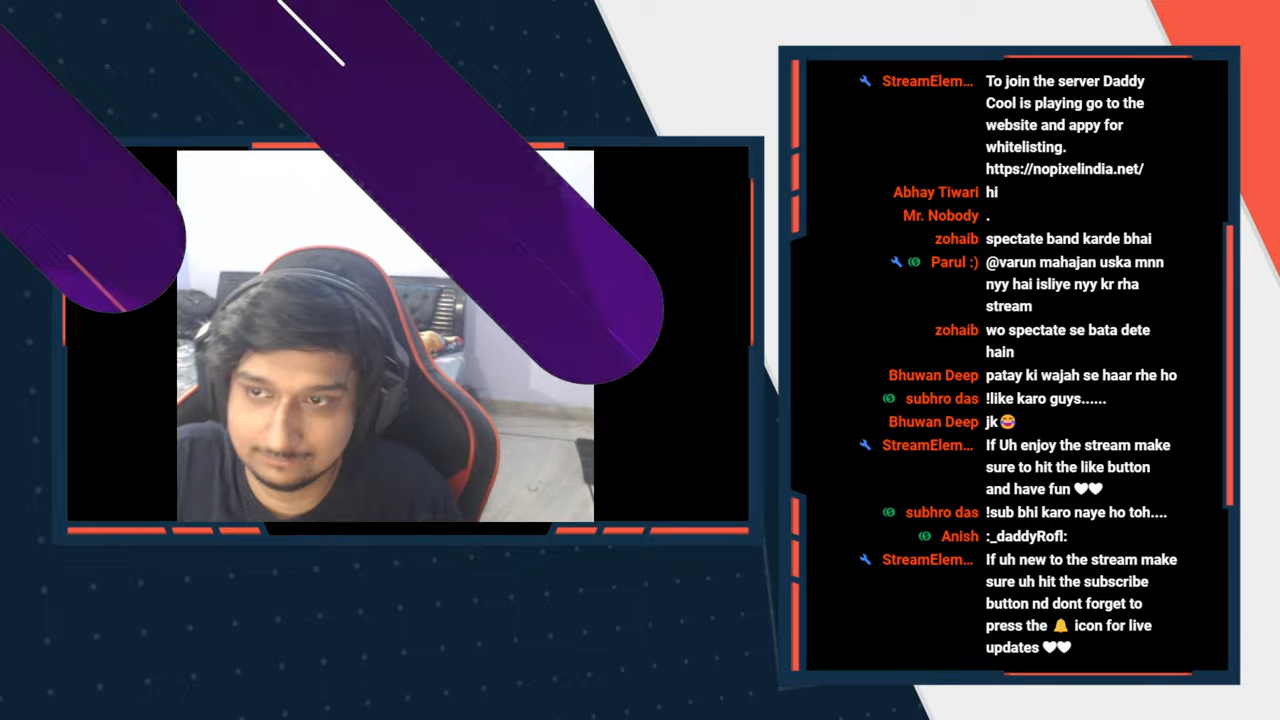 StreamElem... To join the server Daddy
Cool is playing go to the
website and appy for
whitelisting.
https://nopixelindia.net/
Abhay Tiwari hi
Mr. Nobody .
zohaib spectate band karde bhai
Parul :) @varun mahajan uska mnn
nyy hai isliye nyy kr rha
stream
zohaib wo spectate se bata dete
hain
Bhuwan Deep patay ki wajah se haar rhe ho
subhro das !like karo guys......
Bhuwan Deep jk😂
StreamElem... If Uh enjoy the stream make
sure to hit the like button
and have fun 🤍🤍
subhro das !sub bhi karo naye ho toh....
Anish :_daddyRofl:
StreamElem... If uh new to the stream make
sure uh hit the subscribe
button nd dont forget to
press the 🔔 icon for live
updates 🤍🤍